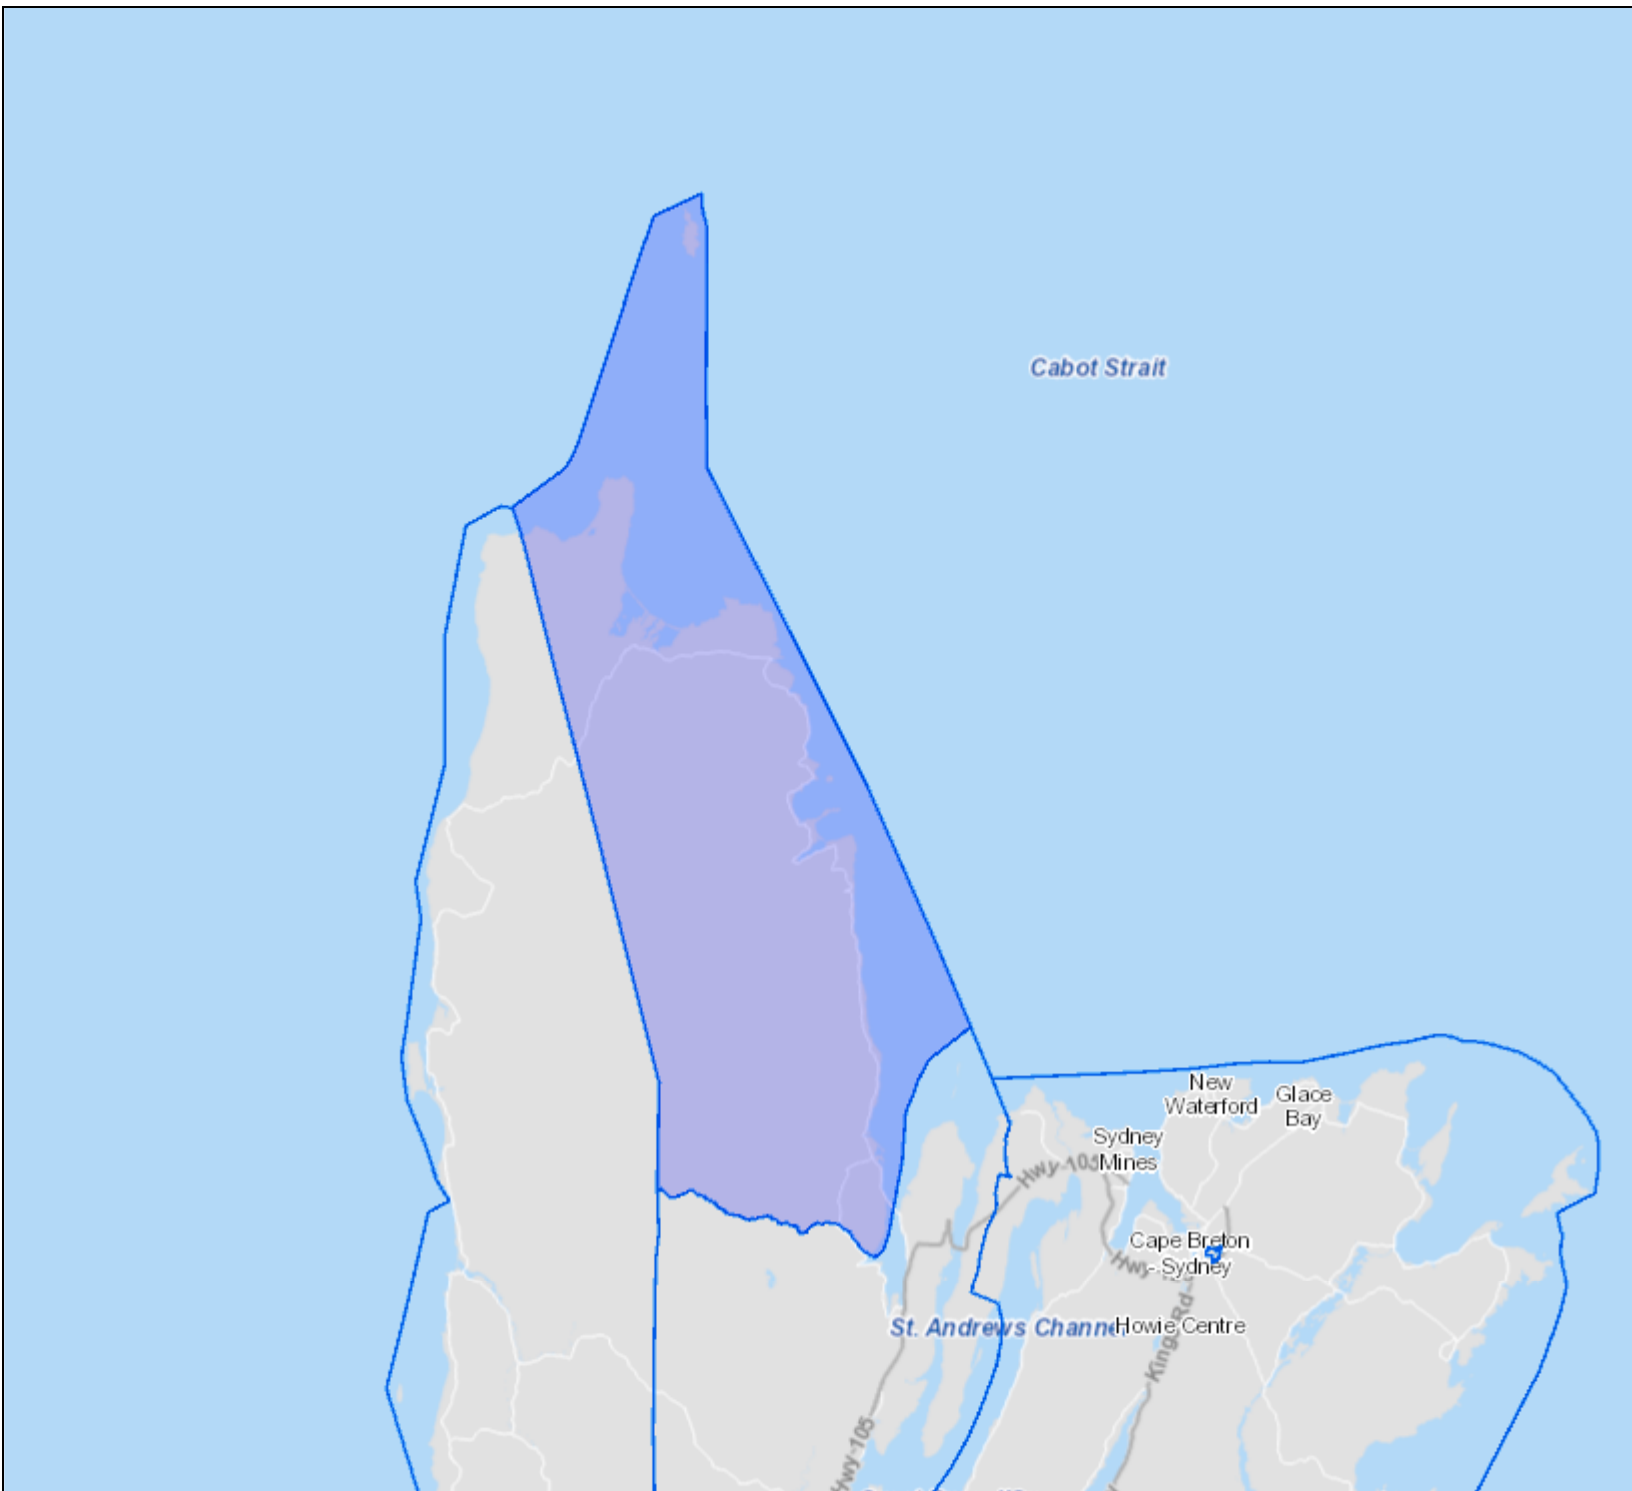 Cabot Strait
New
Waterford
Glace
Bay
Sydney
Mines
Hwy-105
Cape Breton
- Sydney
Hwy-
St. Andrews Channel
Howie Centre
Kings Rd
Hwy-105